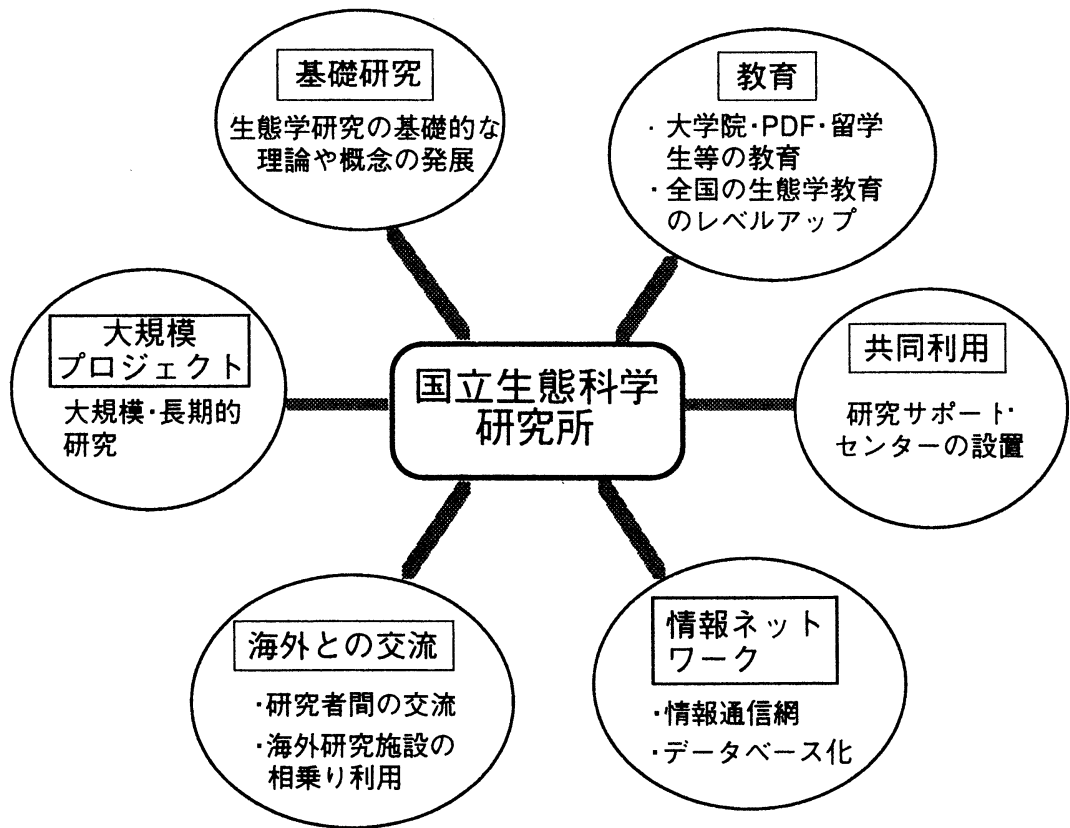 基礎研究
生態学研究の基礎的な
理論や概念の発展
教育
・大学院・PDF・留学
生等の教育
・全国の生態学教育
のレベルアップ
大規模
プロジェクト
大規模・長期的
研究
国立生態科学
研究所
共同利用
研究サポート・
センターの設置
海外との交流
・研究者間の交流
・海外研究施設の
相乗り利用
情報ネット
ワーク
・情報通信網
・データベース化